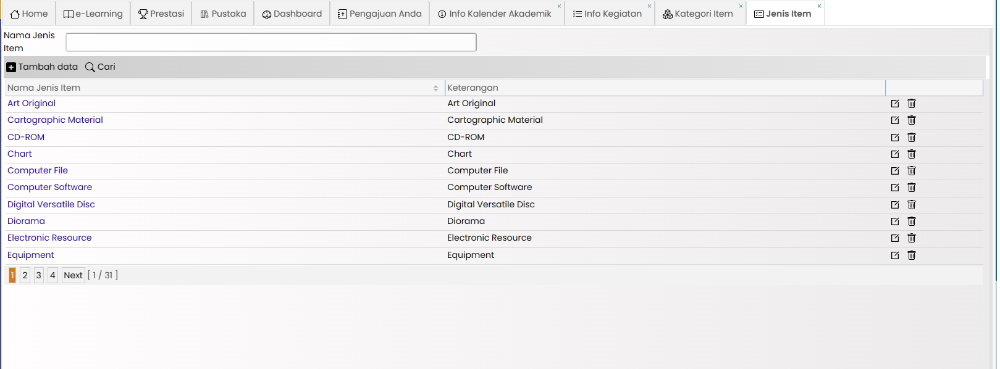 Home e-Learning Prestasi Pustaka Dashboard Pengajuan Anda Info Kalender Akademik Info Kegiatan Kategori Item Jenis Item
Nama Jenis
Item
Tambah data Cari
Nama Jenis Item Keterangan
Art Original Art Original
Cartographic Material Cartographic Material
CD-ROM CD-ROM
Chart Chart
Computer File Computer File
Computer Software Computer Software
Digital Versatile Disc Digital Versatile Disc
Diorama Diorama
Electronic Resource Electronic Resource
Equipment Equipment
1 2 3 4 Next [ 1 / 31 ]